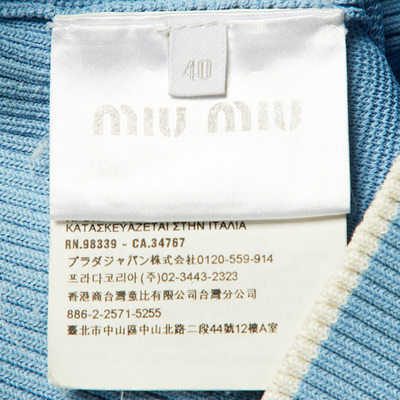 40
miu miu
ΚΑΤΑΣΚΕΥΑΖΕΤΑΙ ΣΤΗΝ ΙΤΑΛΙΑ
RN.98339 - CA.34767
プラダジャパン株式会社0120-559-914
프라다코리아(주)02-3443-2323
香港商台灣意比有限公司台灣分公司
886-2-2571-5255
臺北市中山區中山北路二段44號12樓A室